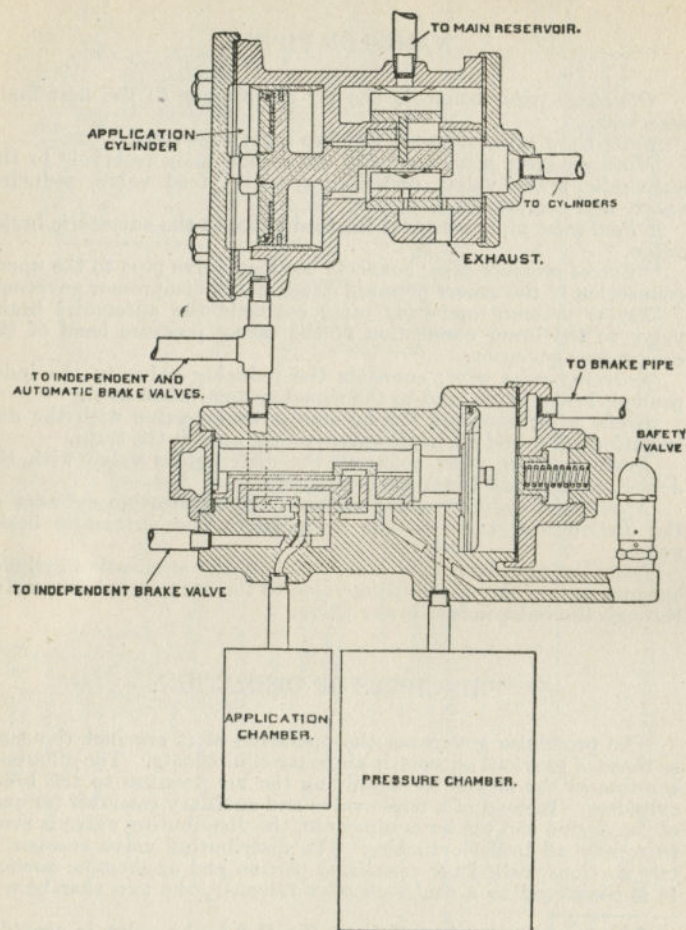 TO MAIN RESERVOIR.
APPLICATION
CYLINDER
TO CYLINDERS
EXHAUST.
TO INDEPENDENT AND
AUTOMATIC BRAKE VALVES.
TO BRAKE PIPE
SAFETY
VALVE
TO INDEPENDENT BRAKE VALVE
APPLICATION
CHAMBER.
PRESSURE CHAMBER.